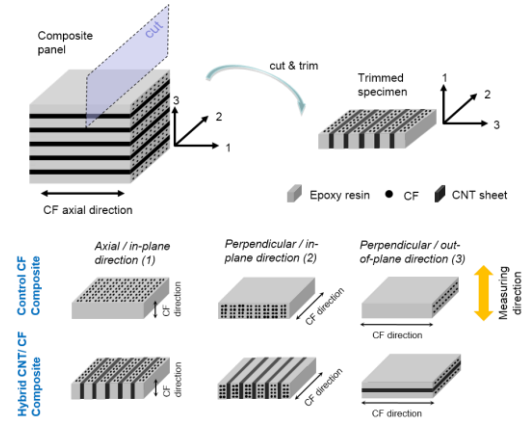 Composite
panel
cut
3
2
1
CF axial direction
cut & trim
Trimmed
specimen
1
2
3
Epoxy resin
CF
CNT sheet
Axial / in-plane
direction (1)
Perpendicular / in-
plane direction (2)
Perpendicular / out-
of-plane direction (3)
Control CF
Composite
CF
direction
CF direction
CF direction
Measuring
direction
Hybrid CNT/ CF
Composite
CF
direction
CF direction
CF direction